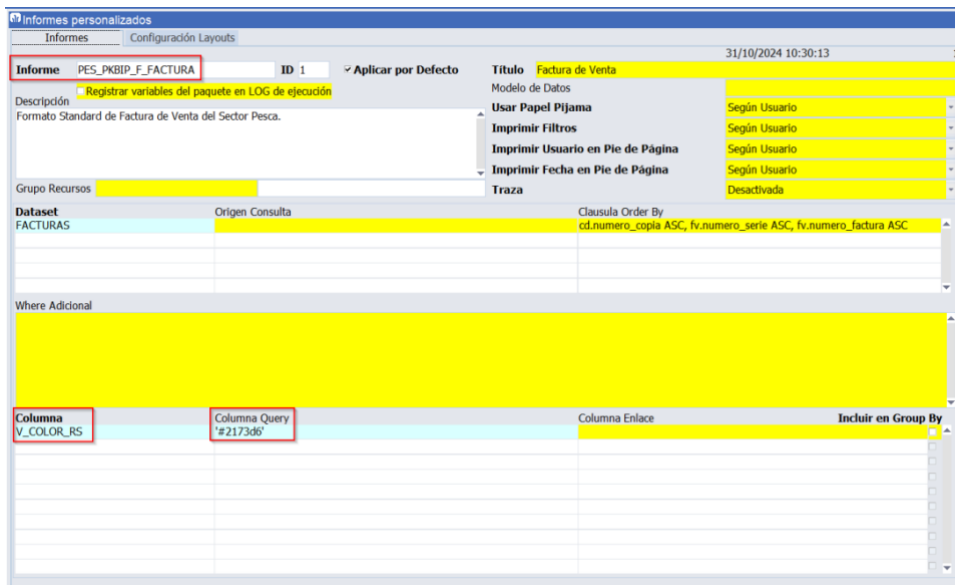 Informes personalizados
Informes Configuración Layouts
31/10/2024 10:30:13
Informe PES_PKBIP_F_FACTURA ID 1 Aplicar por Defecto Título Factura de Venta
Registrar variables del paquete en LOG de ejecución Modelo de Datos
Descripción
Formato Standard de Factura de Venta del Sector Pesca.
Usar Papel Pijama Según Usuario
Imprimir Filtros Según Usuario
Imprimir Usuario en Pie de Página Según Usuario
Imprimir Fecha en Pie de Página Según Usuario
Grupo Recursos Traza Desactivada
Dataset Origen Consulta Clausula Order By
FACTURAS cd.numero_copia ASC, fv.numero_serie ASC, fv.numero_factura ASC
Where Adicional
Columna Columna Query Columna Enlace Incluir en Group By
V_COLOR_RS '#2173d6'